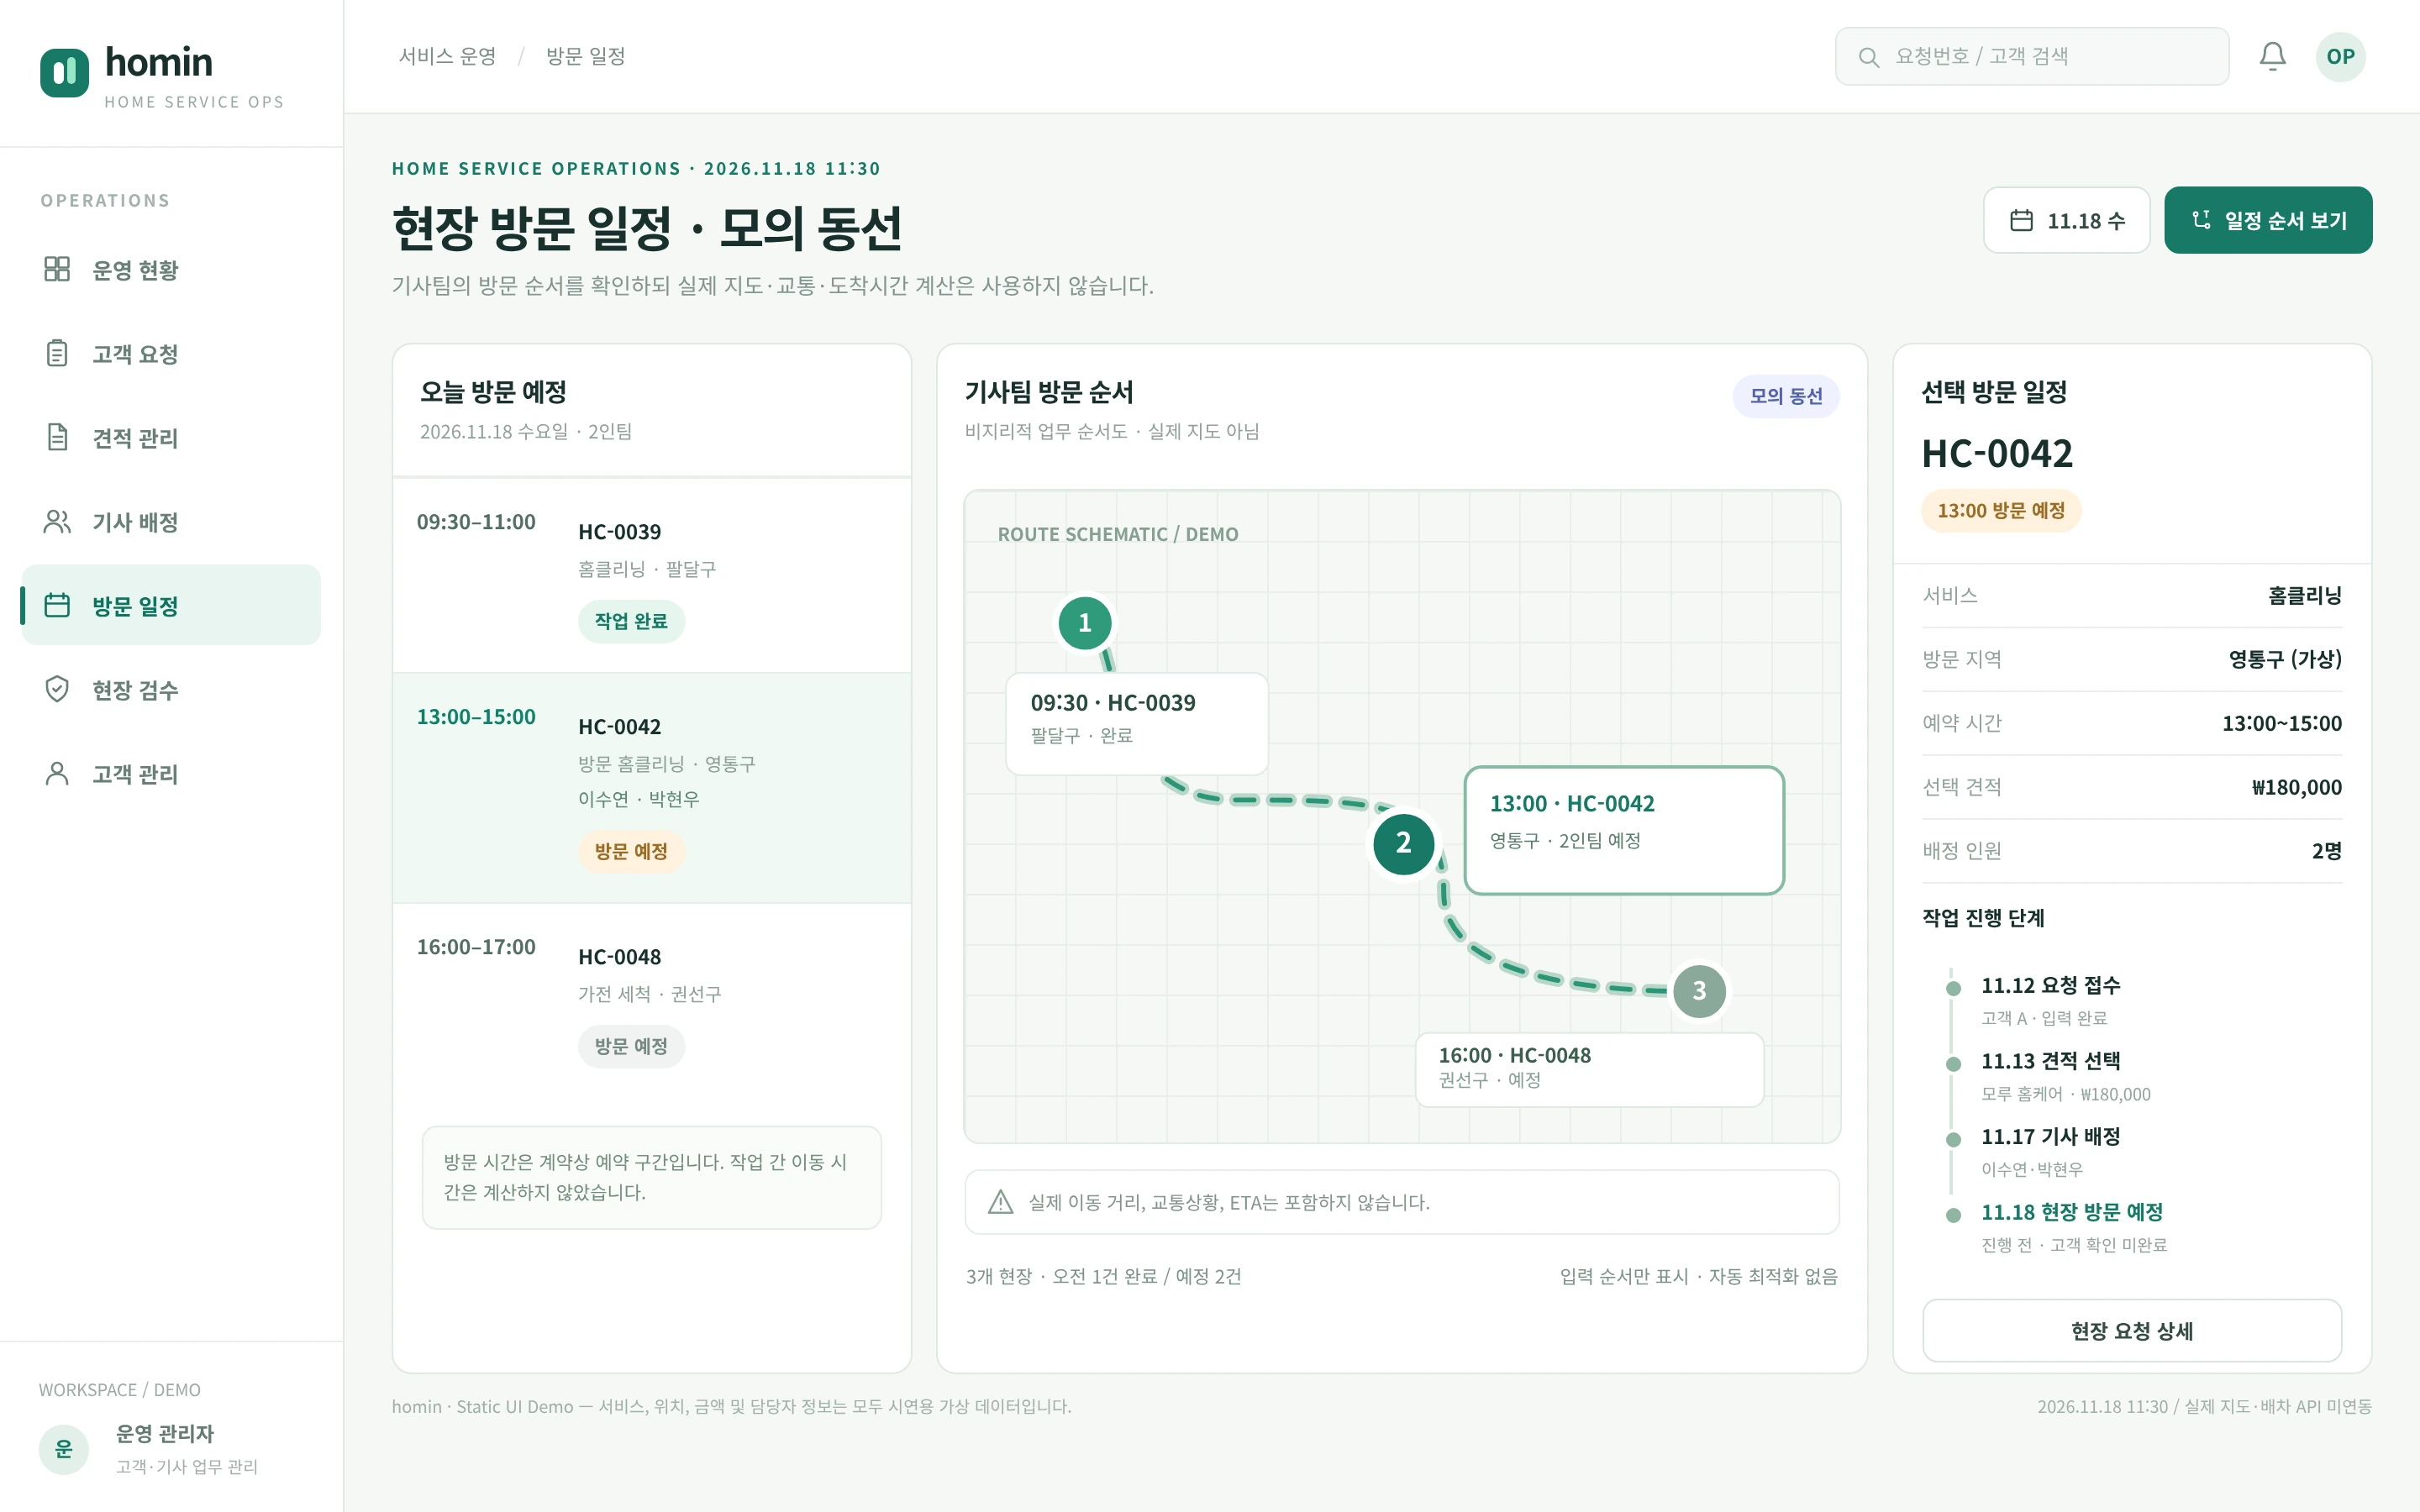 homin
HOME SERVICE OPS
OPERATIONS
운영 현황
고객 요청
견적 관리
기사 배정
방문 일정
현장 검수
고객 관리
WORKSPACE / DEMO
운
운영 관리자
고객·기사 업무 관리
서비스 운영 / 방문 일정
요청번호 / 고객 검색
OP
HOME SERVICE OPERATIONS · 2026.11.18 11:30
현장 방문 일정 · 모의 동선
기사팀의 방문 순서를 확인하되 실제 지도·교통·도착시간 계산은 사용하지 않습니다.
11.18 수
일정 순서 보기
오늘 방문 예정
2026.11.18 수요일 · 2인팀
09:30–11:00
HC-0039
홈클리닝 · 팔달구
작업 완료
13:00–15:00
HC-0042
방문 홈클리닝 · 영통구
이수연 · 박현우
방문 예정
16:00–17:00
HC-0048
가전 세척 · 권선구
방문 예정
방문 시간은 계약상 예약 구간입니다. 작업 간 이동 시
간은 계산하지 않았습니다.
기사팀 방문 순서
모의 동선
비지리적 업무 순서도 · 실제 지도 아님
ROUTE SCHEMATIC / DEMO
1
09:30 · HC-0039
팔달구 · 완료
2
13:00 · HC-0042
영통구 · 2인팀 예정
3
16:00 · HC-0048
권선구 · 예정
실제 이동 거리, 교통상황, ETA는 포함하지 않습니다.
3개 현장 · 오전 1건 완료 / 예정 2건
입력 순서만 표시 · 자동 최적화 없음
선택 방문 일정
HC-0042
13:00 방문 예정
서비스 홈클리닝
방문 지역 영통구 (가상)
예약 시간 13:00~15:00
선택 견적 ₩180,000
배정 인원 2명
작업 진행 단계
11.12 요청 접수
고객 A · 입력 완료
11.13 견적 선택
모루 홈케어 · ₩180,000
11.17 기사 배정
이수연·박현우
11.18 현장 방문 예정
진행 전 · 고객 확인 미완료
현장 요청 상세
homin · Static UI Demo — 서비스, 위치, 금액 및 담당자 정보는 모두 시연용 가상 데이터입니다.
2026.11.18 11:30 / 실제 지도·배차 API 미연동